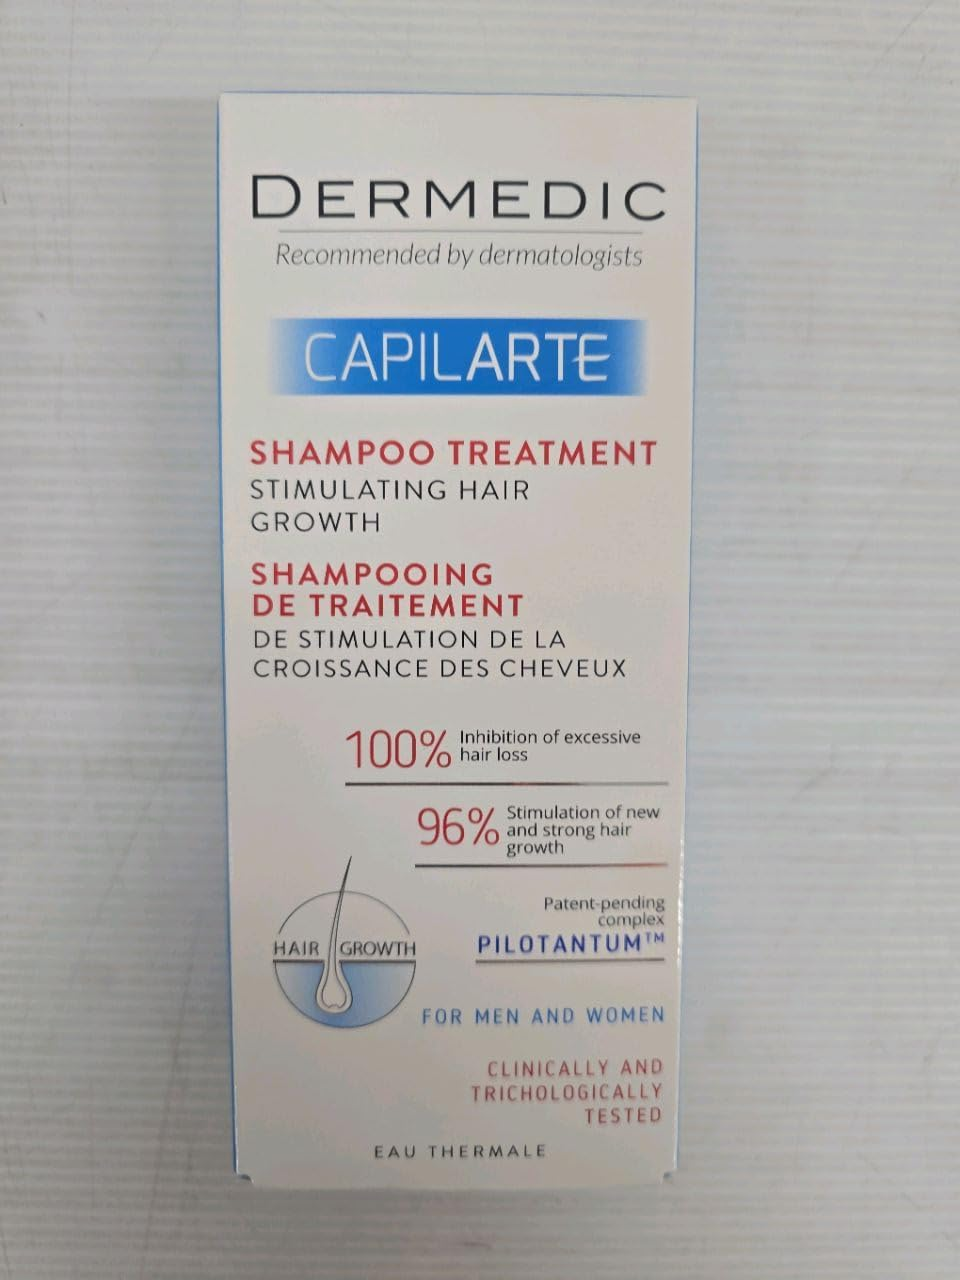 DERMEDIC
Recommended by dermatologists
CAPILARTE
SHAMPOO TREATMENT
STIMULATING HAIR
GROWTH
SHAMPOOING
DE TRAITEMENT
DE STIMULATION DE LA
CROISSANCE DES CHEVEUX
100% Inhibition of excessive
hair loss
96% Stimulation of new
and strong hair
growth
Patent-pending
complex
PILOTANTUM™
HAIR GROWTH
FOR MEN AND WOMEN
CLINICALLY AND
TRICHOLOGICALLY
TESTED
EAU THERMALE